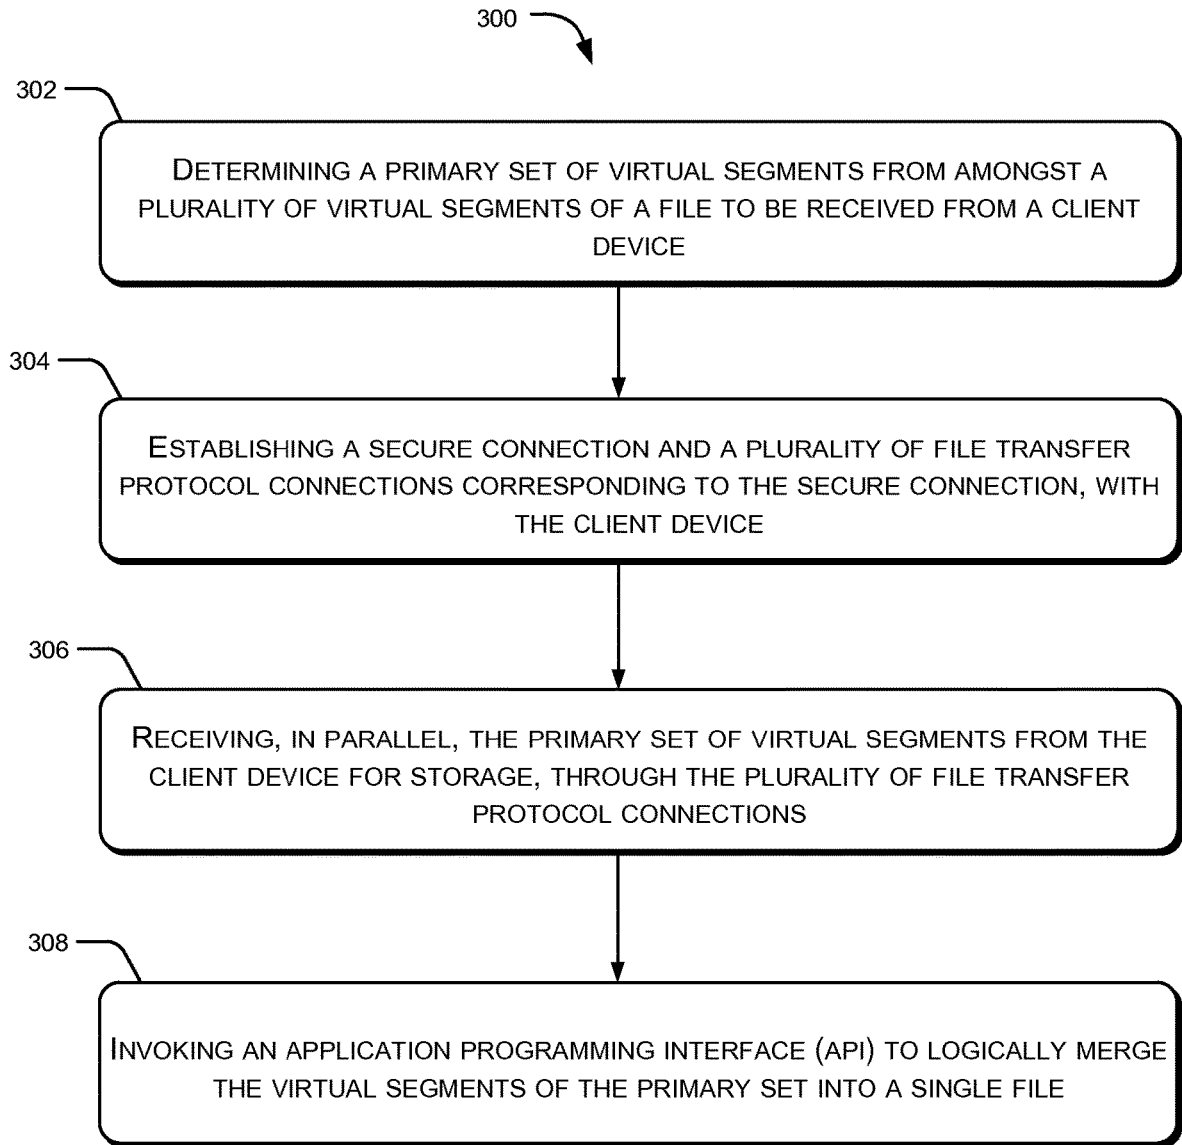 300
302
DETERMINING A PRIMARY SET OF VIRTUAL SEGMENTS FROM AMONGST A
PLURALITY OF VIRTUAL SEGMENTS OF A FILE TO BE RECEIVED FROM A CLIENT
DEVICE
304
ESTABLISHING A SECURE CONNECTION AND A PLURALITY OF FILE TRANSFER
PROTOCOL CONNECTIONS CORRESPONDING TO THE SECURE CONNECTION, WITH
THE CLIENT DEVICE
306
RECEIVING, IN PARALLEL, THE PRIMARY SET OF VIRTUAL SEGMENTS FROM THE
CLIENT DEVICE FOR STORAGE, THROUGH THE PLURALITY OF FILE TRANSFER
PROTOCOL CONNECTIONS
308
INVOKING AN APPLICATION PROGRAMMING INTERFACE (API) TO LOGICALLY MERGE
THE VIRTUAL SEGMENTS OF THE PRIMARY SET INTO A SINGLE FILE